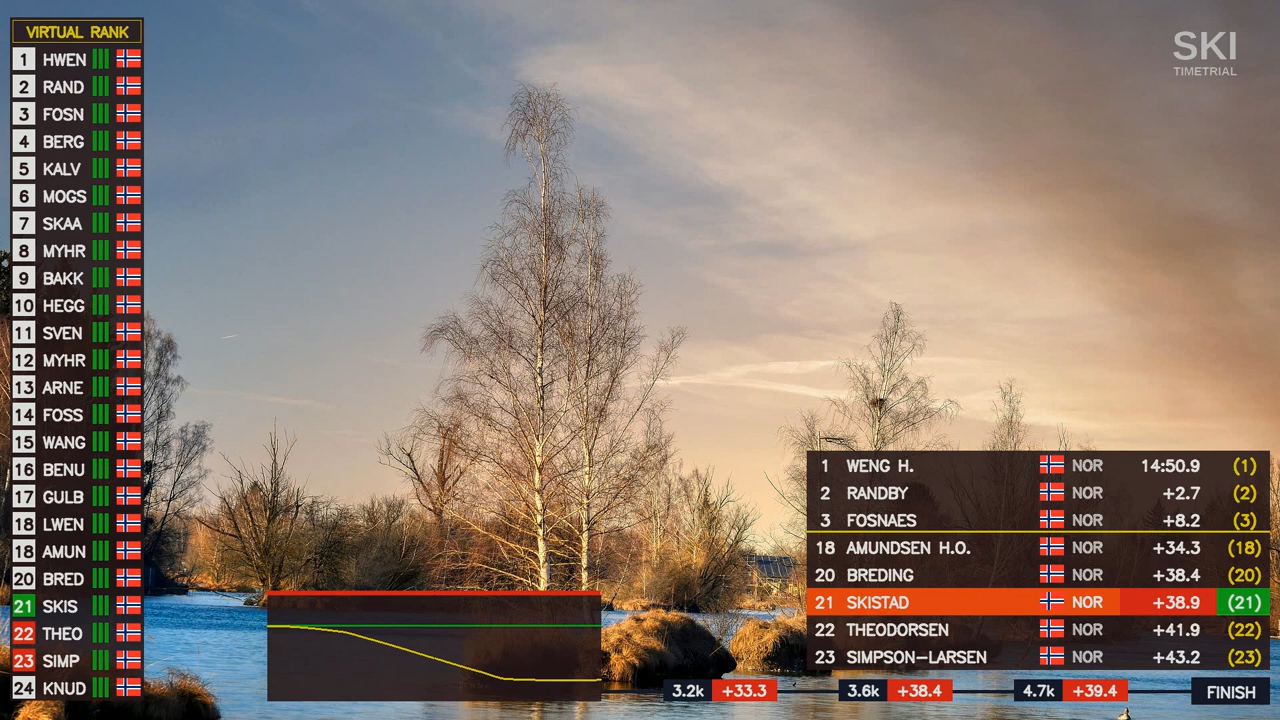 VIRTUAL RANK
1 HWEN
2 RAND
3 FOSN
4 BERG
5 KALV
6 MOGS
7 SKAA
8 MYHR
9 BAKK
10 HEGG
11 SVEN
12 MYHR
13 ARNE
14 FOSS
15 WANG
16 BENU
17 GULB
18 LWEN
18 AMUN
20 BRED
21 SKIS
22 THEO
23 SIMP
24 KNUD
SKI
TIMETRIAL
1 WENG H. NOR 14:50.9 (1)
2 RANDBY NOR +2.7 (2)
3 FOSNAES NOR +8.2 (3)
18 AMUNDSEN H.O. NOR +34.3 (18)
20 BREDING NOR +38.4 (20)
21 SKISTAD NOR +38.9 (21)
22 THEODORSEN NOR +41.9 (22)
23 SIMPSON-LARSEN NOR +43.2 (23)
3.2k +33.3 3.6k +38.4 4.7k +39.4 FINISH